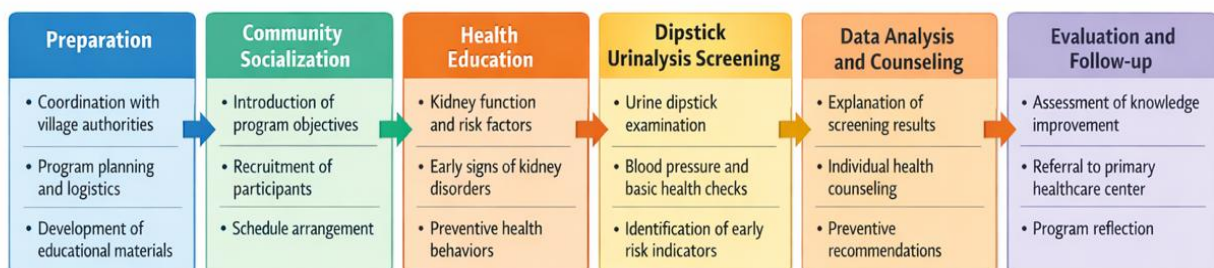 Preparation
• Coordination with
village authorities
• Program planning
and logistics
• Development of
educational materials
Community
Socialization
• Introduction of
program objectives
• Recruitment of
participants
• Schedule arrangement
Health
Education
• Kidney function
and risk factors
• Early signs of kidney
disorders
• Preventive health
behaviors
Dipstick
Urinalysis Screening
• Urine dipstick
examination
• Blood pressure and
basic health checks
• Identification of early
risk indicators
Data Analysis
and Counseling
• Explanation of
screening results
• Individual health
counseling
• Preventive
recommendations
Evaluation and
Follow-up
• Assessment of knowledge
improvement
• Referral to primary
healthcare center
• Program reflection